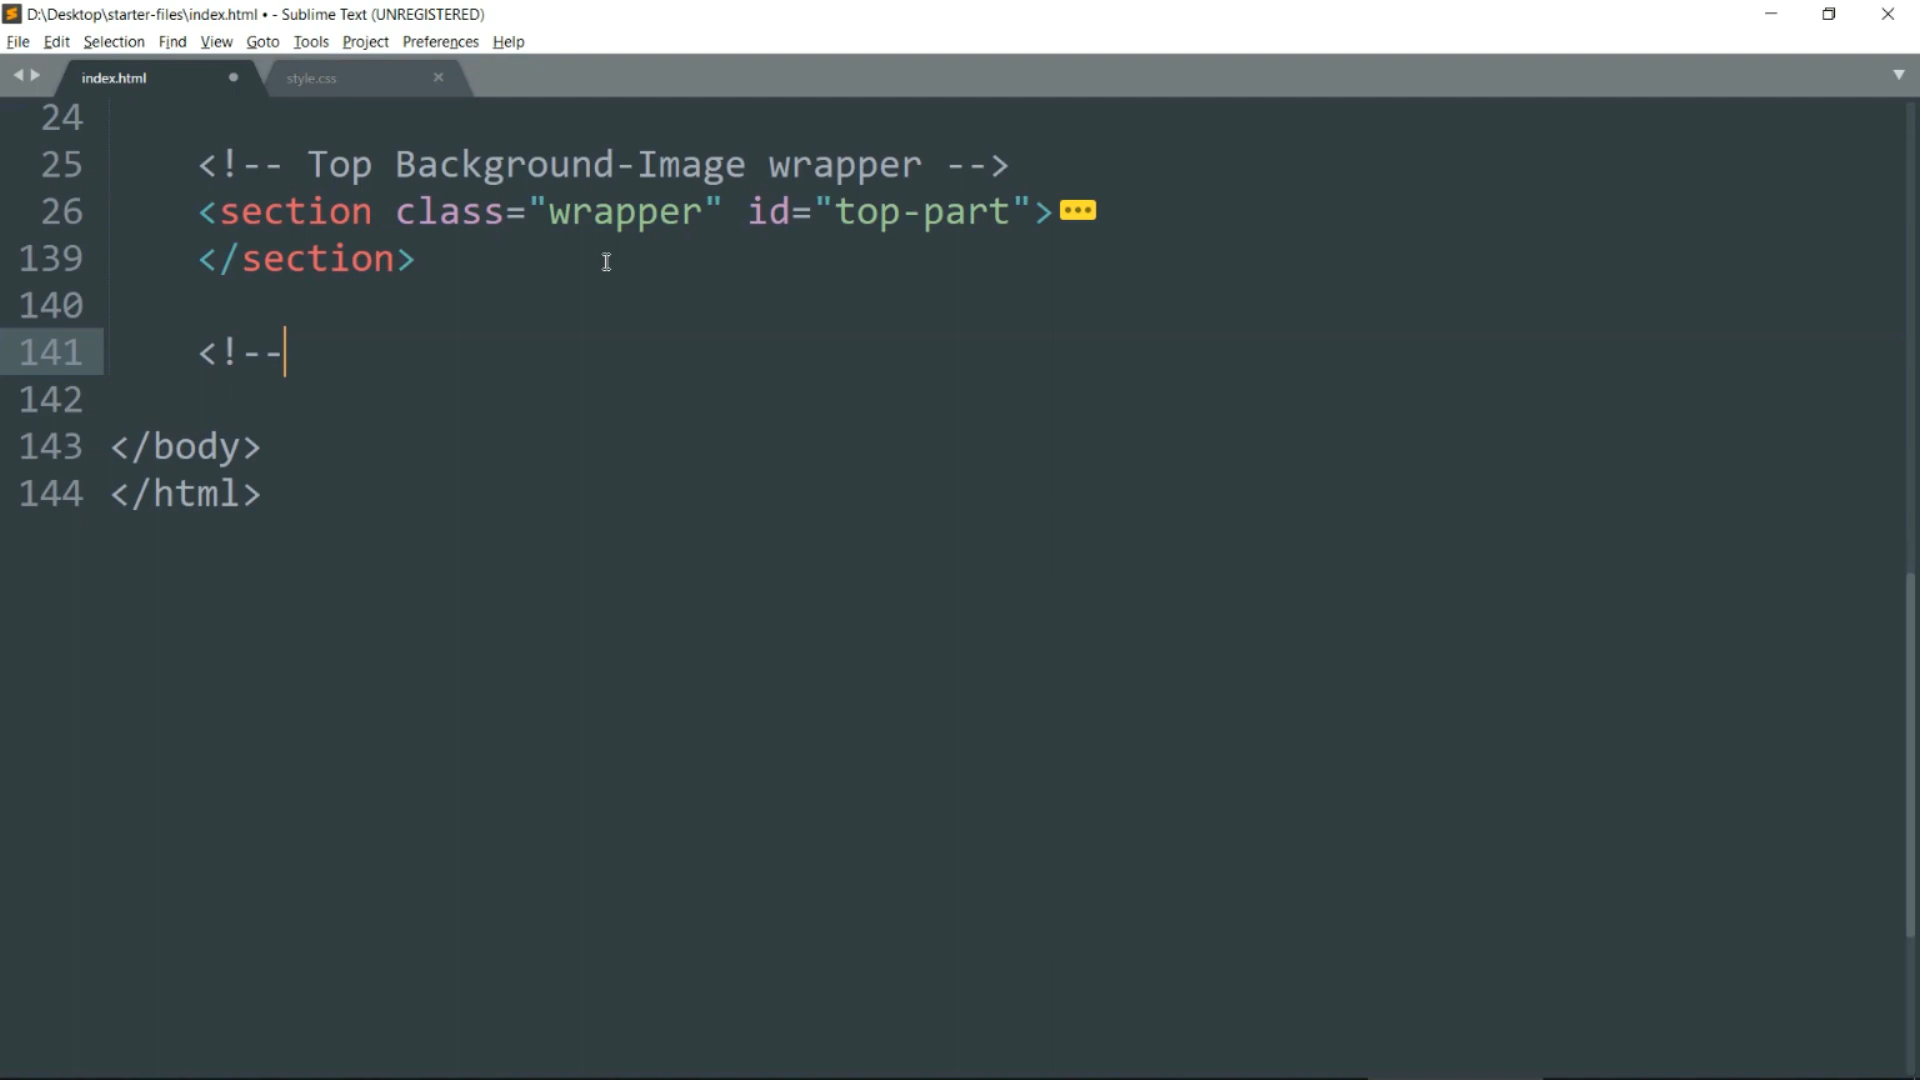 D:\Desktop\starter-files\index.html • - Sublime Text (UNREGISTERED)
File Edit Selection Find View Goto Tools Project Preferences Help
index.html style.css
24
25 <!-- Top Background-Image wrapper -->
26 <section class="wrapper" id="top-part">
139 </section>
140
141 <!--
142
143 </body>
144 </html>